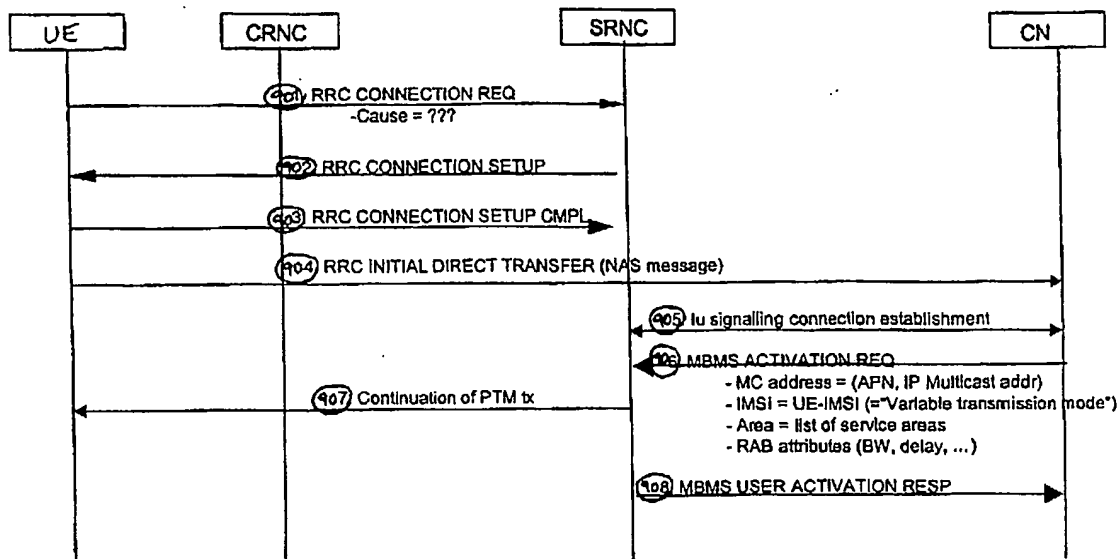 UE CRNC SRNC CN
901 RRC CONNECTION REQ
-Cause = ???
902 RRC CONNECTION SETUP
903 RRC CONNECTION SETUP CMPL
904 RRC INITIAL DIRECT TRANSFER (NAS message)
905 Iu signalling connection establishment
906 MBMS ACTIVATION REQ
- MC address = (APN, IP Multicast addr)
907 Continuation of PTM tx
- IMSI = UE-IMSI (="Variable transmission mode")
- Area = list of service areas
- RAB attributes (BW, delay, ...)
908 MBMS USER ACTIVATION RESP